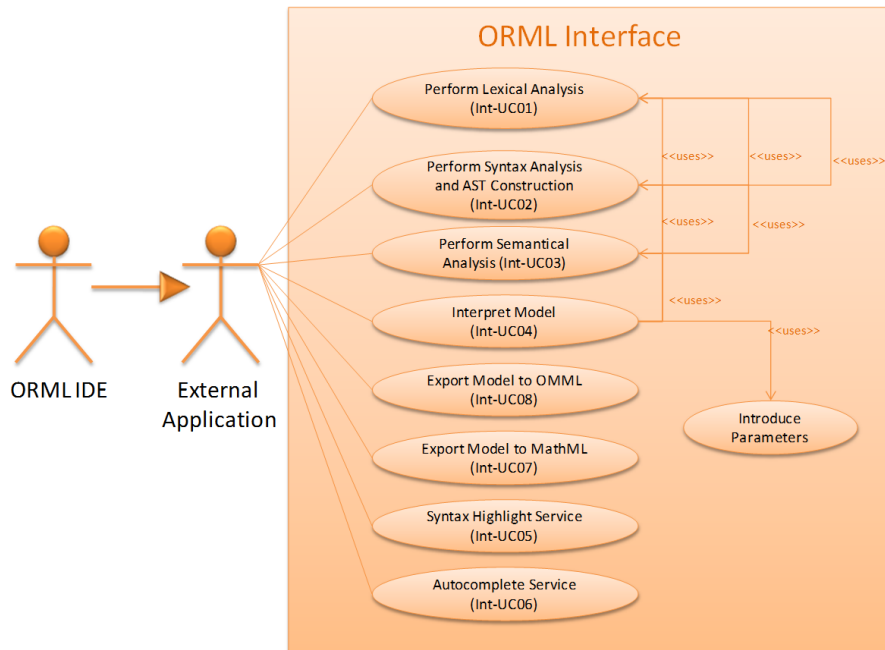 ORML Interface
Perform Lexical Analysis
(Int-UC01)
<<uses>>
<<uses>>
<<uses>>
Perform Syntax Analysis
and AST Construction
(Int-UC02)
<<uses>>
<<uses>>
Perform Semantical
Analysis (Int-UC03)
<<uses>>
Interpret Model
(Int-UC04)
<<uses>>
ORML IDE
External
Application
Export Model to OMML
(Int-UC08)
Introduce
Parameters
Export Model to MathML
(Int-UC07)
Syntax Highlight Service
(Int-UC05)
Autocomplete Service
(Int-UC06)